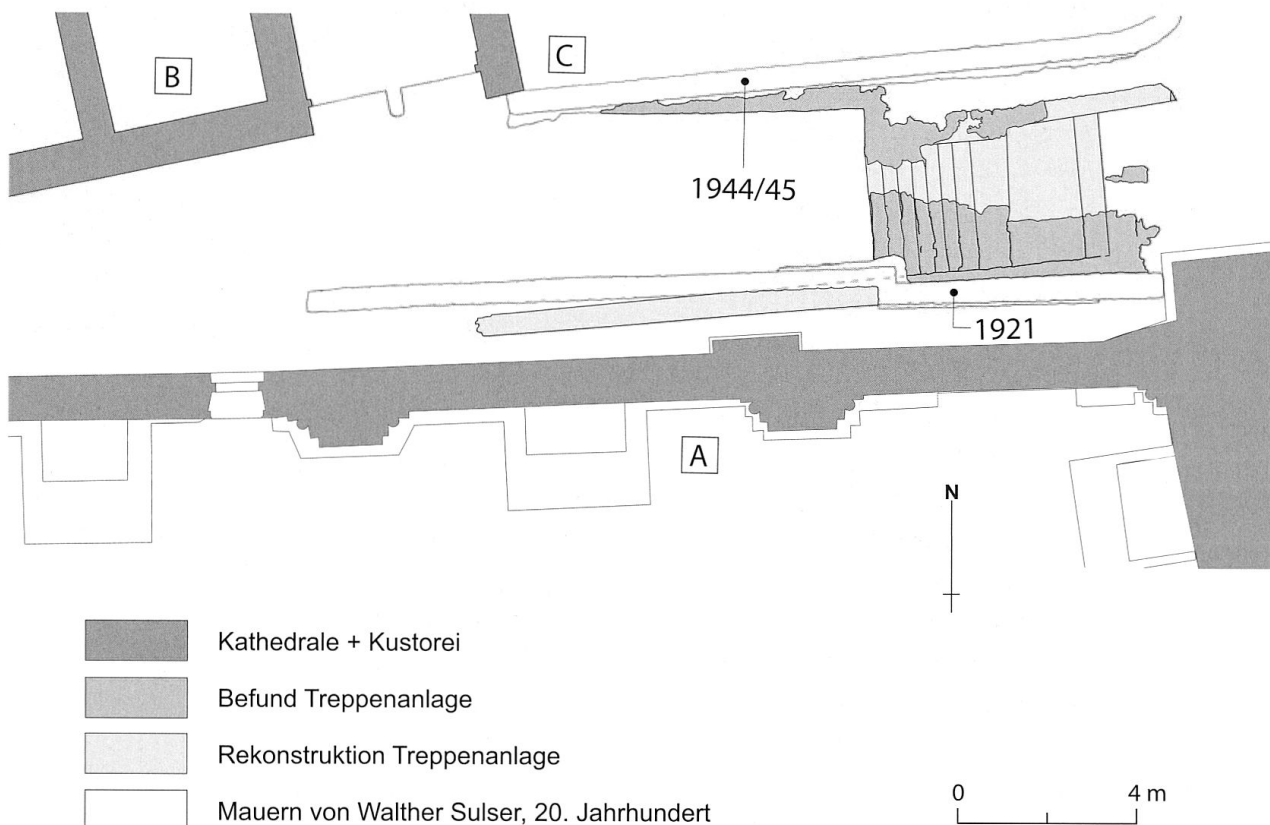 B
C
1944/45
1921
A
N
Kathedrale + Kustorei
Befund Treppenanlage
Rekonstruktion Treppenanlage
Mauern von Walther Sulser, 20. Jahrhundert
0 4 m